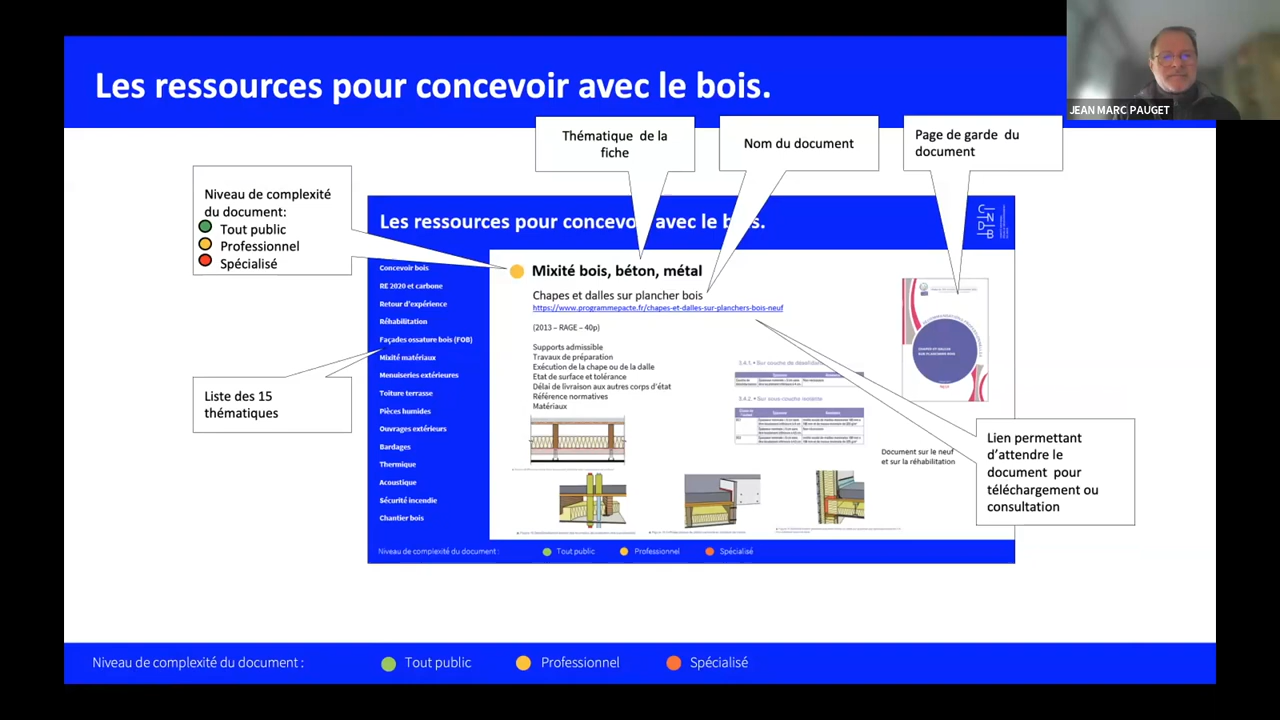 Les ressources pour concevoir avec le bois.
JEAN MARC PAUGET
Thématique de la
fiche
Nom du document
Page de garde du
document
Niveau de complexité
du document:
Tout public
Professionnel
Spécialisé
Liste des 15
thématiques
Les ressources pour concevoir avec le bois.
Concevoir bois
RE 2020 et carbone
Retour d'expérience
Réhabilitation
Façades ossature bois (FOB)
Mixité matériaux
Menuiseries extérieures
Toiture terrasse
Pièces humides
Ouvrages extérieurs
Bardages
Thermique
Acoustique
Sécurité incendie
Chantier bois
Mixité bois, béton, métal
Chapes et dalles sur plancher bois
https://www.programmepacte.fr/chapes-et-dalles-sur-planchers-bois-neuf
(2013 – RAGE – 40p)
Supports admissible
Travaux de préparation
Exécution de la chape ou de la dalle
Etat de surface et tolérance
Délai de livraison aux autres corps d'état
Référence normatives
Matériaux
CHAPES ET DALLES
SUR PLANCHERS BOIS
Document sur le neuf
et sur la réhabilitation
Lien permettant
d'attendre le
document pour
téléchargement ou
consultation
Niveau de complexité du document :
Tout public
Professionnel
Spécialisé
Niveau de complexité du document :
Tout public
Professionnel
Spécialisé